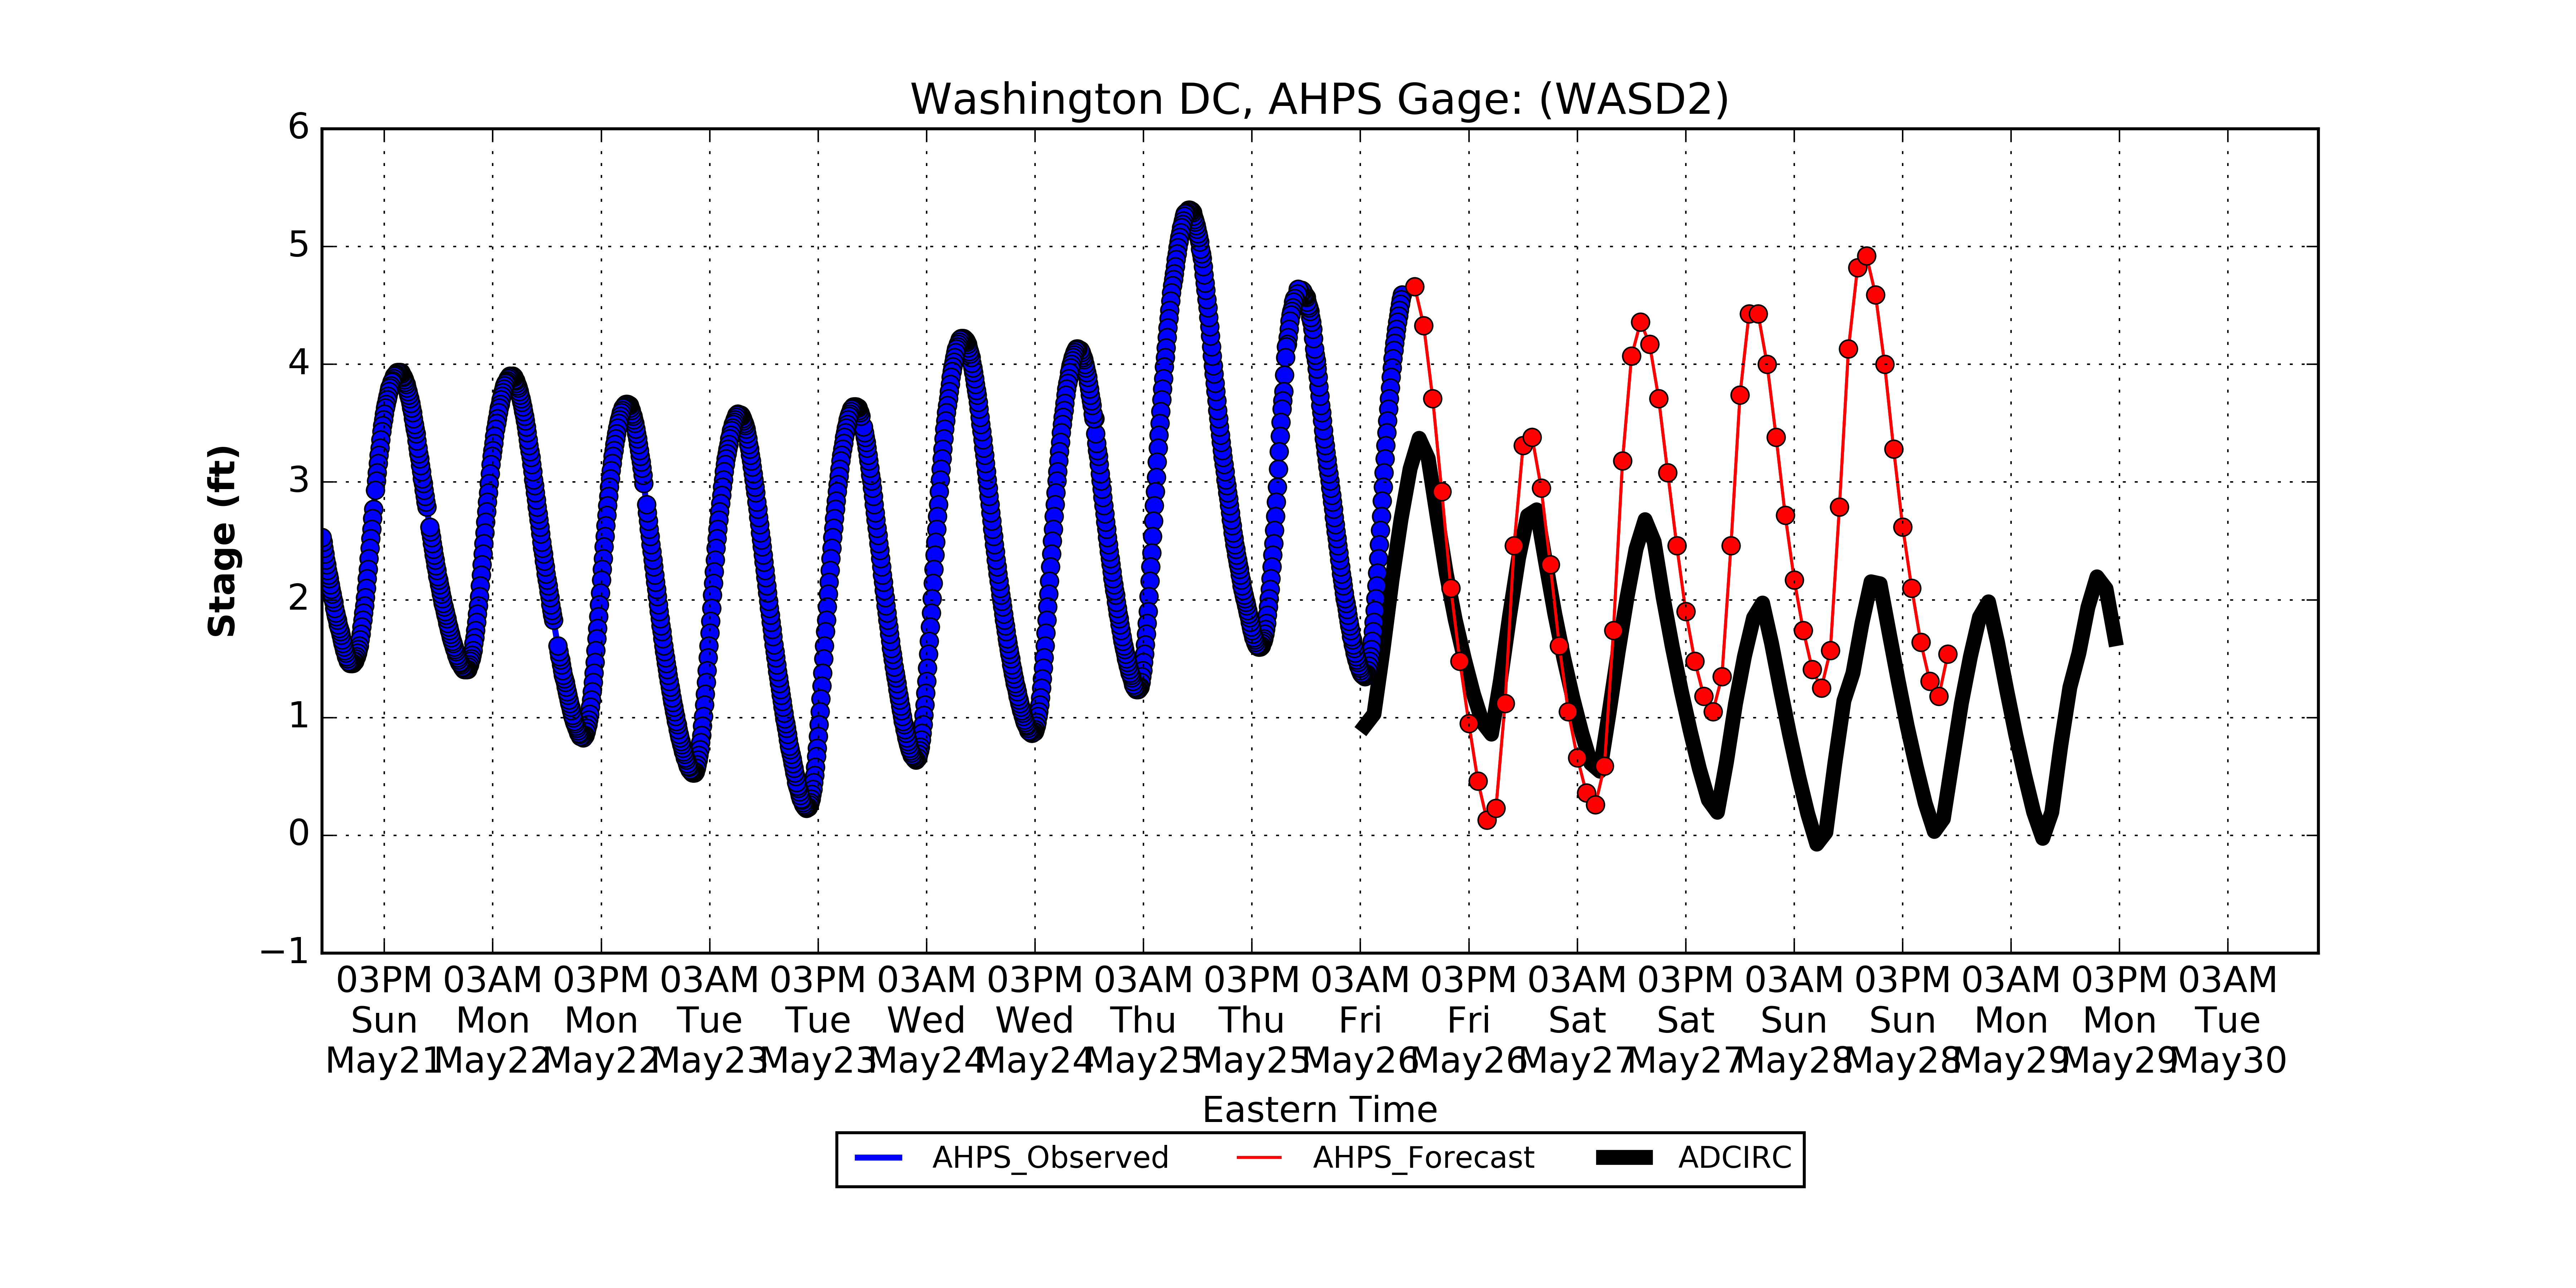 Washington DC, AHPS Gage: (WASD2)
6
5
4
3
2
1
0
−1
Stage (ft)
03PM 03AM 03PM 03AM 03PM 03AM 03PM 03AM 03PM 03AM 03PM 03AM 03PM 03AM 03PM 03AM 03PM 03AM
Sun Mon Mon Tue Tue Wed Wed Thu Thu Fri Fri Sat Sat Sun Sun Mon Mon Tue
May21 May22 May22 May23 May23 May24 May24 May25 May25 May26 May26 May27 May27 May28 May28 May29 May29 May30
Eastern Time
AHPS_Observed AHPS_Forecast ADCIRC